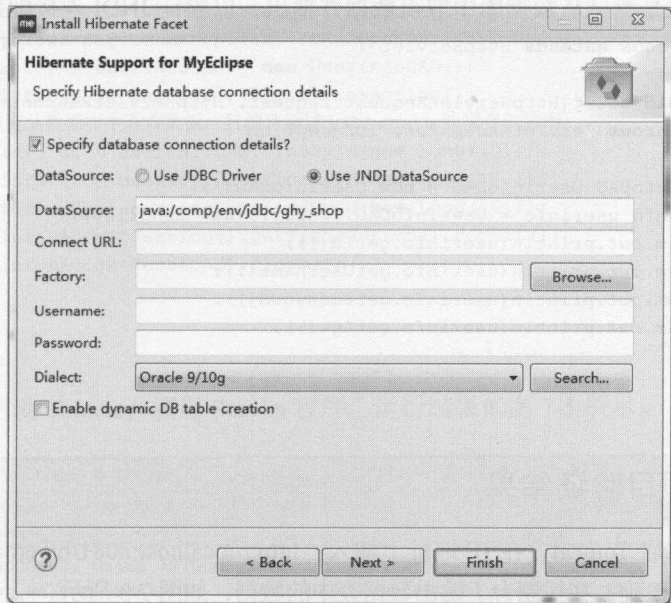 me Install Hibernate Facet
Hibernate Support for MyEclipse
Specify Hibernate database connection details
Specify database connection details?
DataSource: Use JDBC Driver Use JNDI DataSource
DataSource: java:/comp/env/jdbc/ghy_shop
Connect URL:
Factory: Browse...
Username:
Password:
Dialect: Oracle 9/10g Search...
Enable dynamic DB table creation
? < Back Next > Finish Cancel